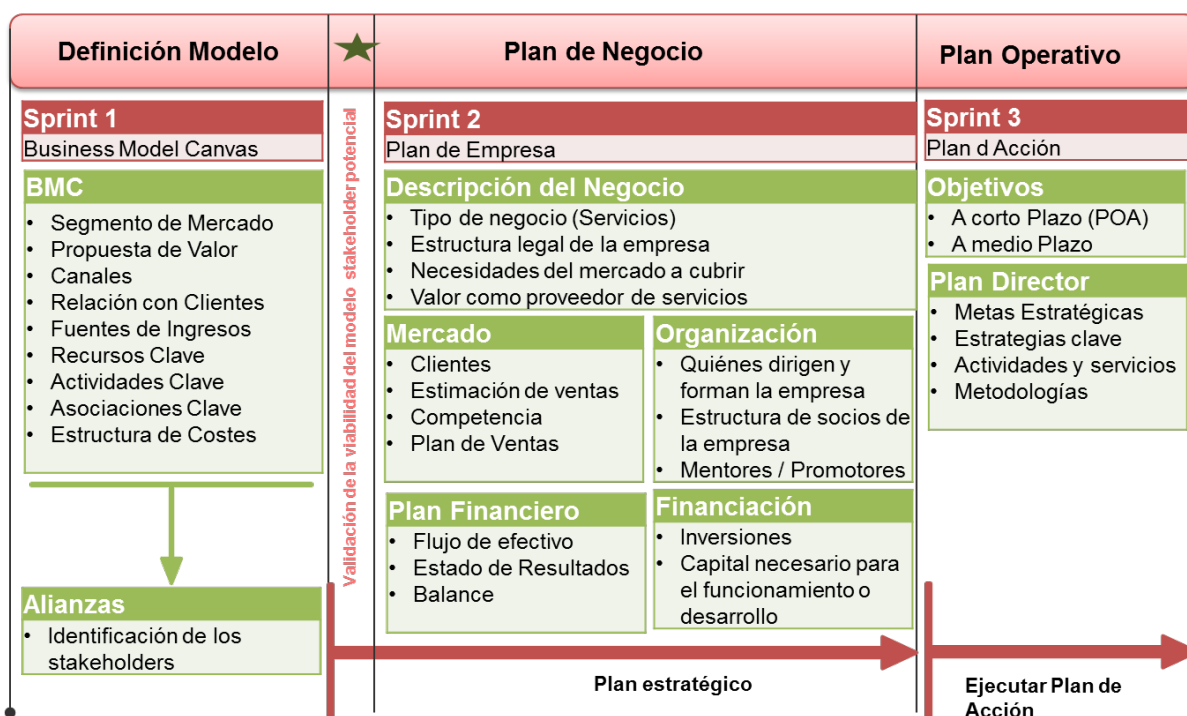 Definición Modelo
Plan de Negocio
Plan Operativo
Sprint 1
Business Model Canvas
BMC
• Segmento de Mercado
• Propuesta de Valor
• Canales
• Relación con Clientes
• Fuentes de Ingresos
• Recursos Clave
• Actividades Clave
• Asociaciones Clave
• Estructura de Costes
Alianzas
• Identificación de los
stakeholders
Validación de la viabilidad del modelo stakeholder potencial
Sprint 2
Plan de Empresa
Descripción del Negocio
• Tipo de negocio (Servicios)
• Estructura legal de la empresa
• Necesidades del mercado a cubrir
• Valor como proveedor de servicios
Mercado
• Clientes
• Estimación de ventas
• Competencia
• Plan de Ventas
Organización
• Quiénes dirigen y
forman la empresa
• Estructura de socios de
la empresa
• Mentores / Promotores
Plan Financiero
• Flujo de efectivo
• Estado de Resultados
• Balance
Financiación
• Inversiones
• Capital necesario para
el funcionamiento o
desarrollo
Plan estratégico
Sprint 3
Plan d Acción
Objetivos
• A corto Plazo (POA)
• A medio Plazo
Plan Director
• Metas Estratégicas
• Estrategias clave
• Actividades y servicios
• Metodologías
Ejecutar Plan de
Acción